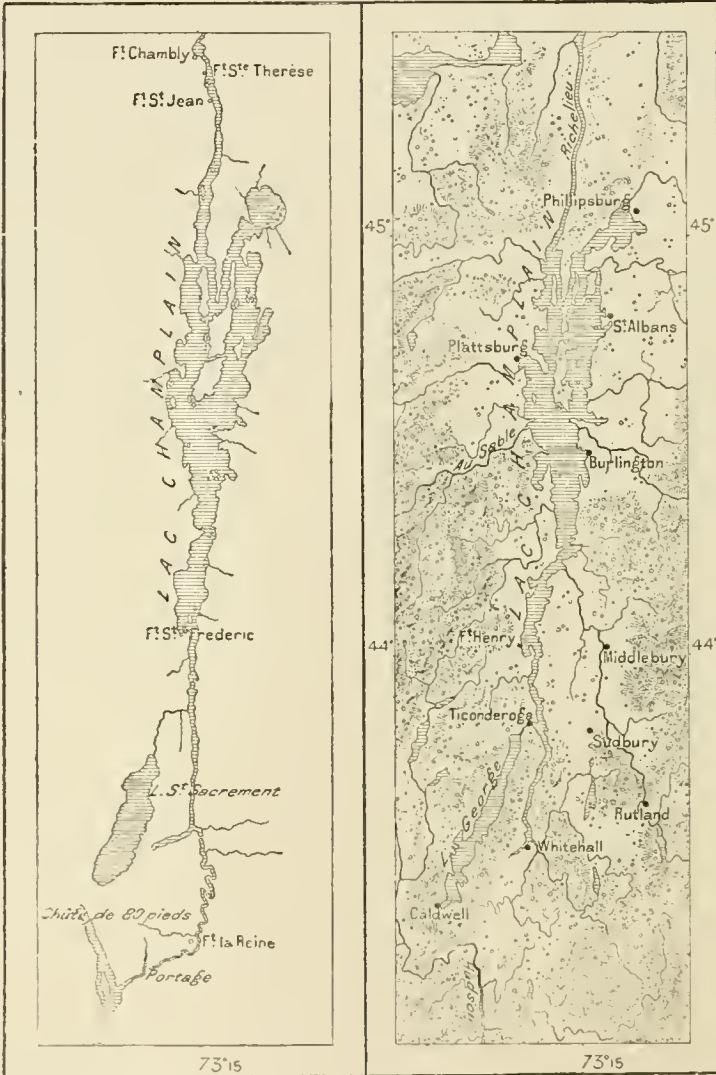 Fᵗ Chambly
Fᵗ Sᵗᵉ Therèse
Fᵗ Sᵗ Jean
LAC CHAMPLAIN
Fᵗ Sᵗ Frederic
L. Sᵗ Sacrement
Chute de 80 pieds
Fᵗ la Reine
Portage
73°15
Richelieu
Phillipsburg
45°
45°
LAC CHAMPLAIN
Sᵗ Albans
Plattsburg
Au Sable
Burlington
44°
Fᵗ Henry
Middlebury
44°
Ticonderoga
Sudbury
L. George
Rutland
Whitehall
Caldwell
Hudson
73°15